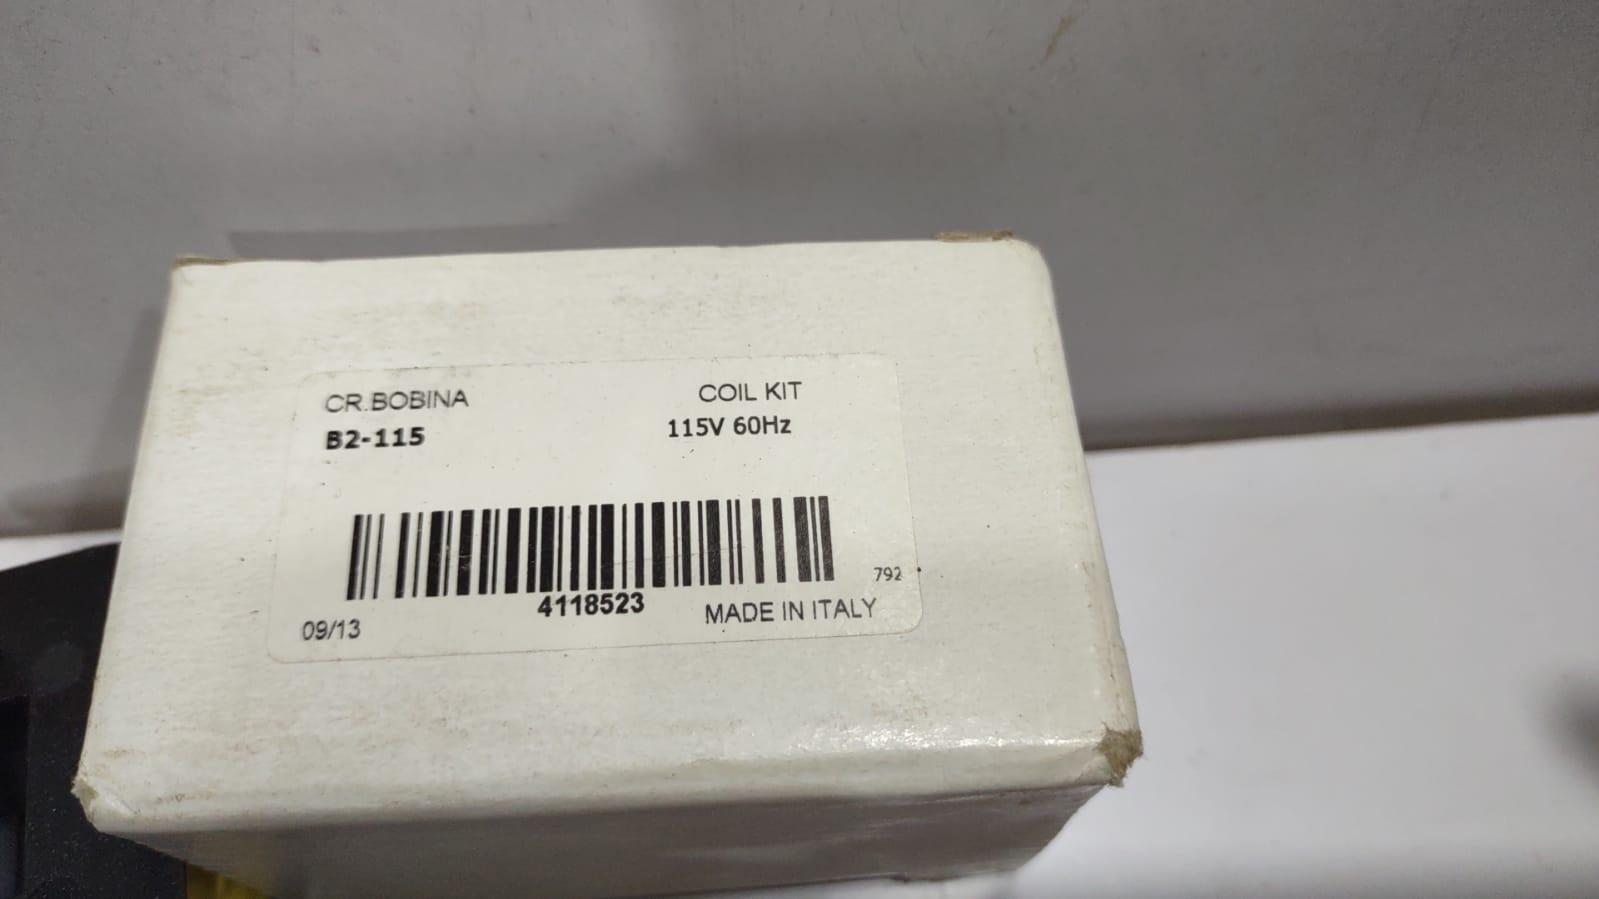 CR.BOBINA COIL KIT
B2-115 115V 60Hz
792
4118523
09/13 MADE IN ITALY